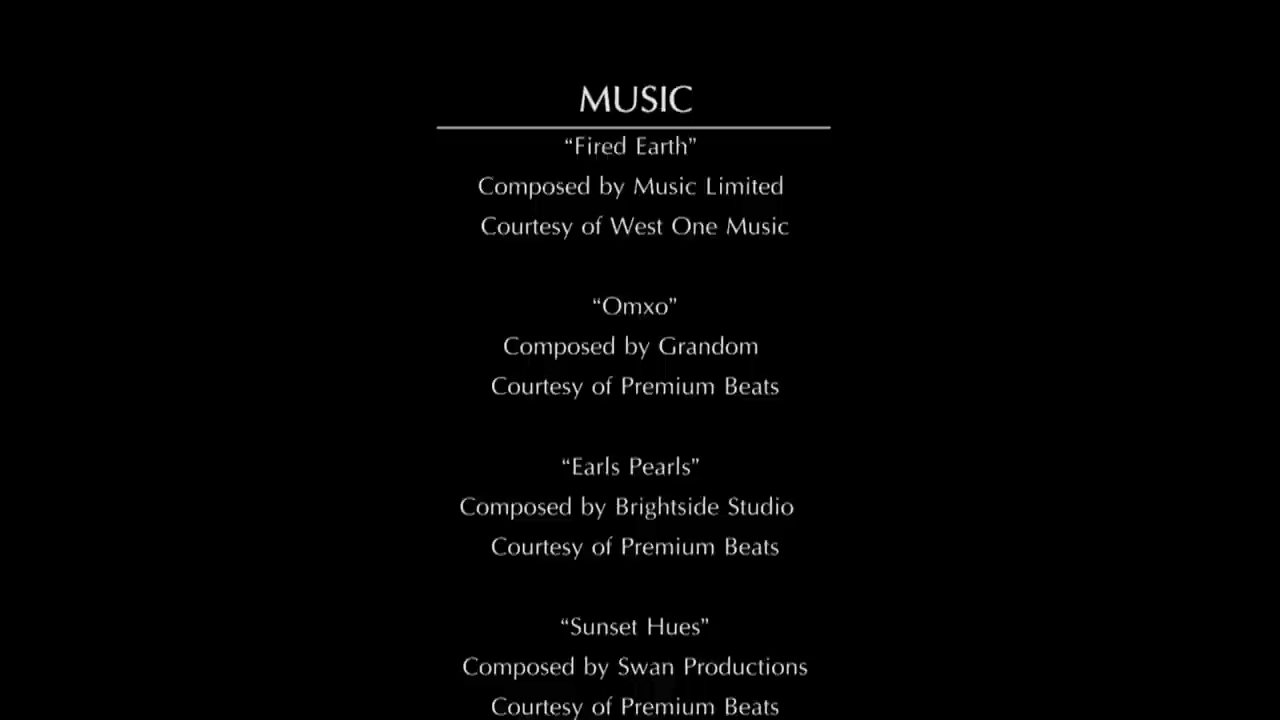 MUSIC
“Fired Earth”
Composed by Music Limited
Courtesy of West One Music
“Omxo”
Composed by Grandom
Courtesy of Premium Beats
“Earls Pearls”
Composed by Brightside Studio
Courtesy of Premium Beats
“Sunset Hues”
Composed by Swan Productions
Courtesy of Premium Beats